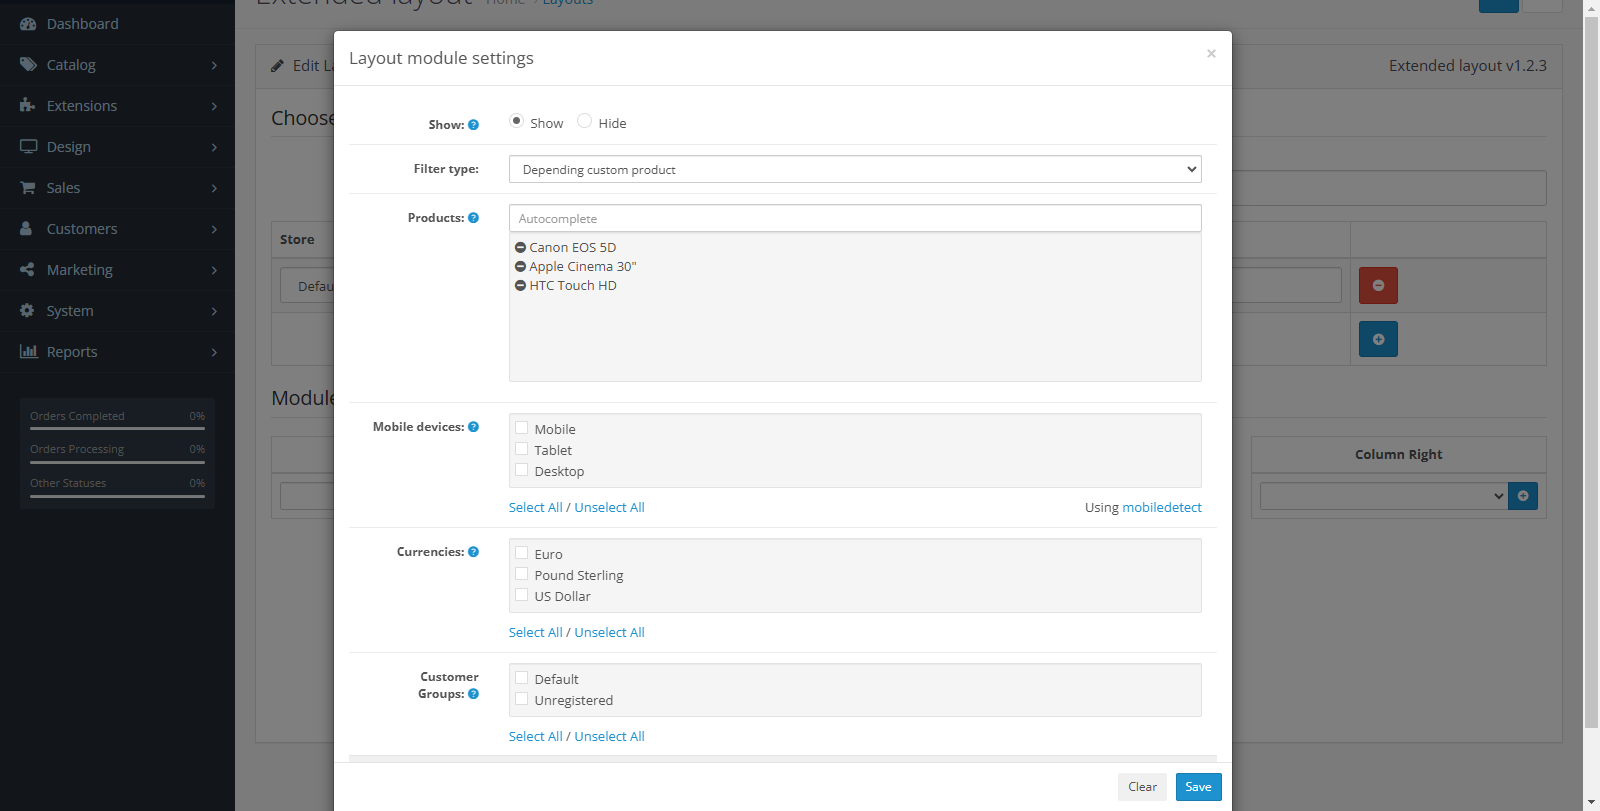 Extended layout Home Layouts
Dashboard
Catalog
Extensions
Design
Sales
Customers
Marketing
System
Reports
Orders Completed 0%
Orders Processing 0%
Other Statuses 0%
Edit L
Extended layout v1.2.3
Choose
Store
Defau
Module
Column Right
Layout module settings ×
Show: ? Show Hide
Filter type: Depending custom product
Products: ? Autocomplete
Canon EOS 5D
Apple Cinema 30"
HTC Touch HD
Mobile devices: ? Mobile
Tablet
Desktop
Select All / Unselect All Using mobiledetect
Currencies: ? Euro
Pound Sterling
US Dollar
Select All / Unselect All
Customer
Groups: ?
Default
Unregistered
Select All / Unselect All
Clear Save